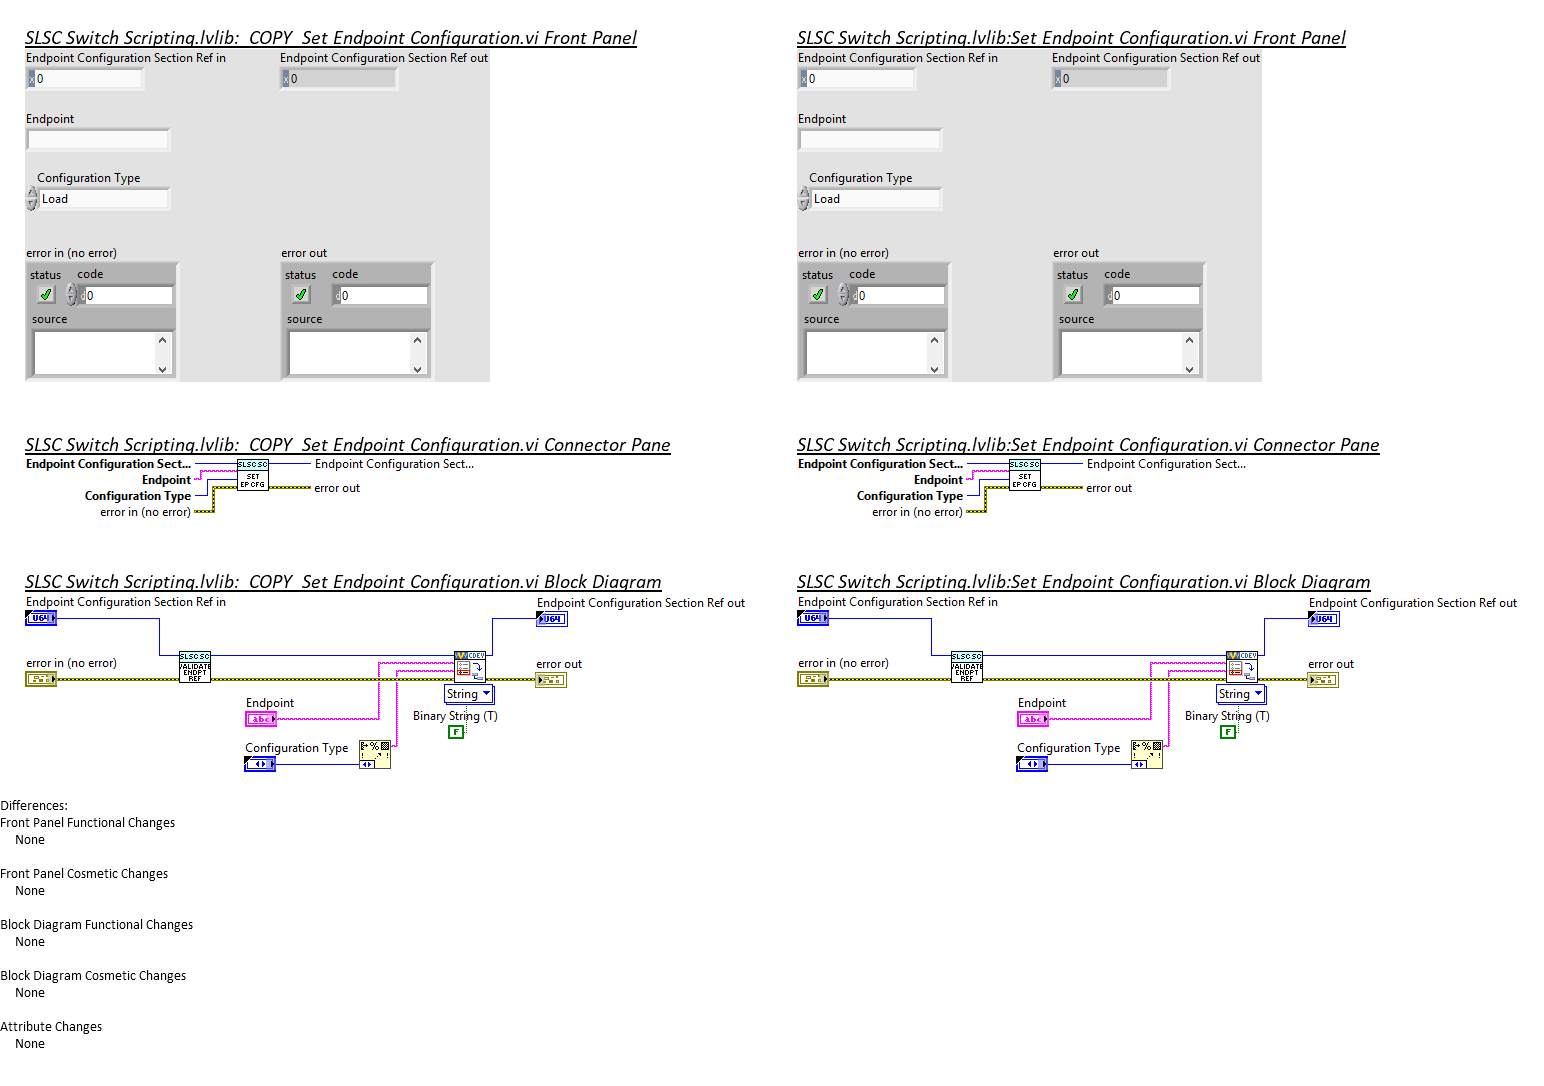 SLSC Switch Scripting.lvlib:_COPY_Set Endpoint Configuration.vi Front Panel
Endpoint Configuration Section Ref in
Endpoint Configuration Section Ref out
x 0
x 0
Endpoint
Configuration Type
Load
error in (no error)
error out
status code
status code
d 0
d 0
source
source
SLSC Switch Scripting.lvlib:Set Endpoint Configuration.vi Front Panel
Endpoint Configuration Section Ref in
Endpoint Configuration Section Ref out
x 0
x 0
Endpoint
Configuration Type
Load
error in (no error)
error out
status code
status code
d 0
d 0
source
source
SLSC Switch Scripting.lvlib:_COPY_Set Endpoint Configuration.vi Connector Pane
Endpoint Configuration Sect...
Endpoint
Configuration Type
error in (no error)
SLSC SC
SET
EP CFG
Endpoint Configuration Sect...
error out
SLSC Switch Scripting.lvlib:Set Endpoint Configuration.vi Connector Pane
Endpoint Configuration Sect...
Endpoint
Configuration Type
error in (no error)
SLSC SC
SET
EP CFG
Endpoint Configuration Sect...
error out
SLSC Switch Scripting.lvlib:_COPY_Set Endpoint Configuration.vi Block Diagram
Endpoint Configuration Section Ref in
U64
Endpoint Configuration Section Ref out
U64
error in (no error)
SLSC SC
VALIDATE
ENDPT
REF
CDEV
error out
String
Endpoint
abc
Binary String (T)
F
Configuration Type
%
SLSC Switch Scripting.lvlib:Set Endpoint Configuration.vi Block Diagram
Endpoint Configuration Section Ref in
U64
Endpoint Configuration Section Ref out
U64
error in (no error)
SLSC SC
VALIDATE
ENDPT
REF
CDEV
error out
String
Endpoint
abc
Binary String (T)
F
Configuration Type
%
Differences:
Front Panel Functional Changes
None
Front Panel Cosmetic Changes
None
Block Diagram Functional Changes
None
Block Diagram Cosmetic Changes
None
Attribute Changes
None